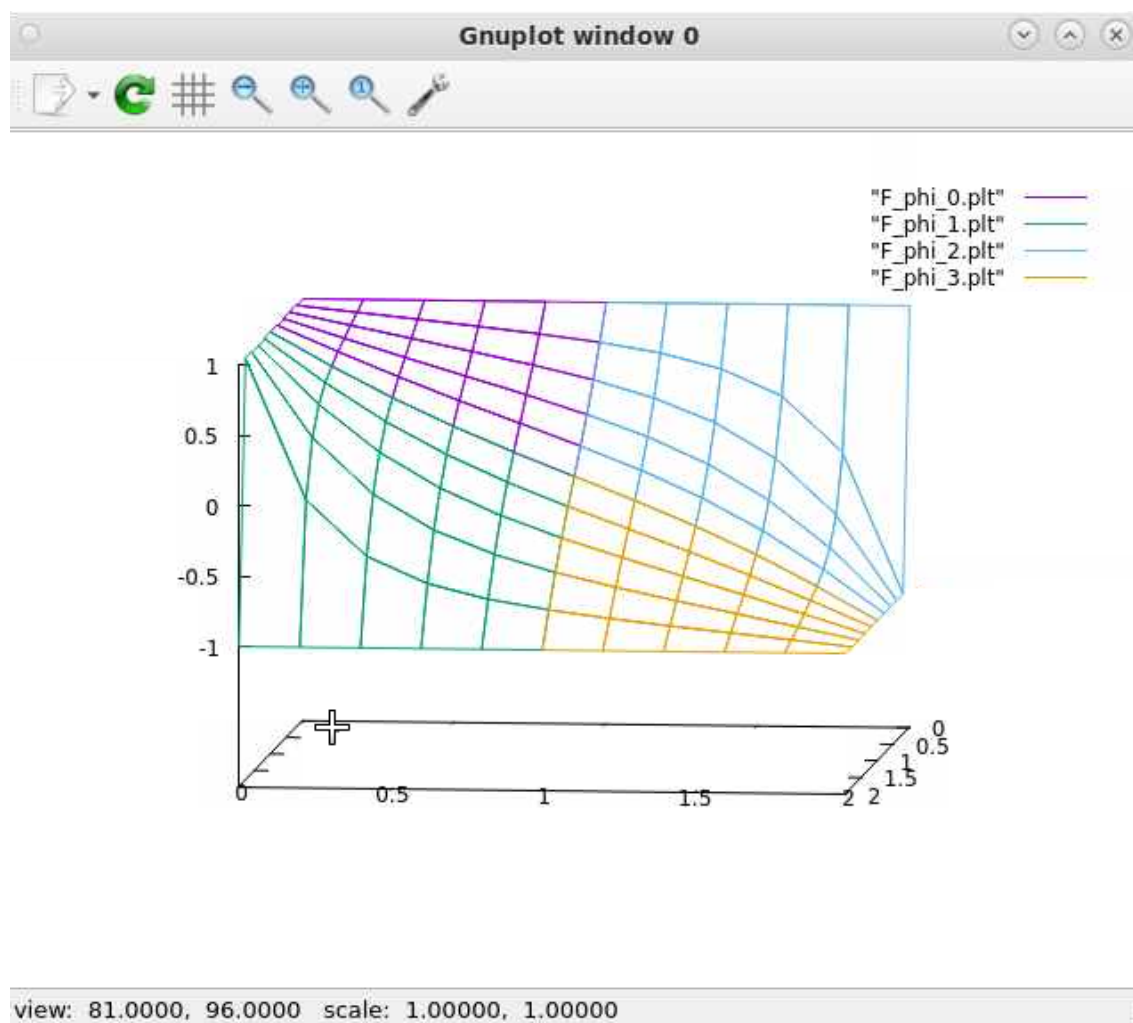 Gnuplot window 0
1
"F_phi_0.plt"
"F_phi_1.plt"
"F_phi_2.plt"
"F_phi_3.plt"
1
0.5
0
-0.5
-1
0
0.5
1
1.5
2
0 0.5 1 1.5 2
view: 81.0000, 96.0000 scale: 1.00000, 1.00000